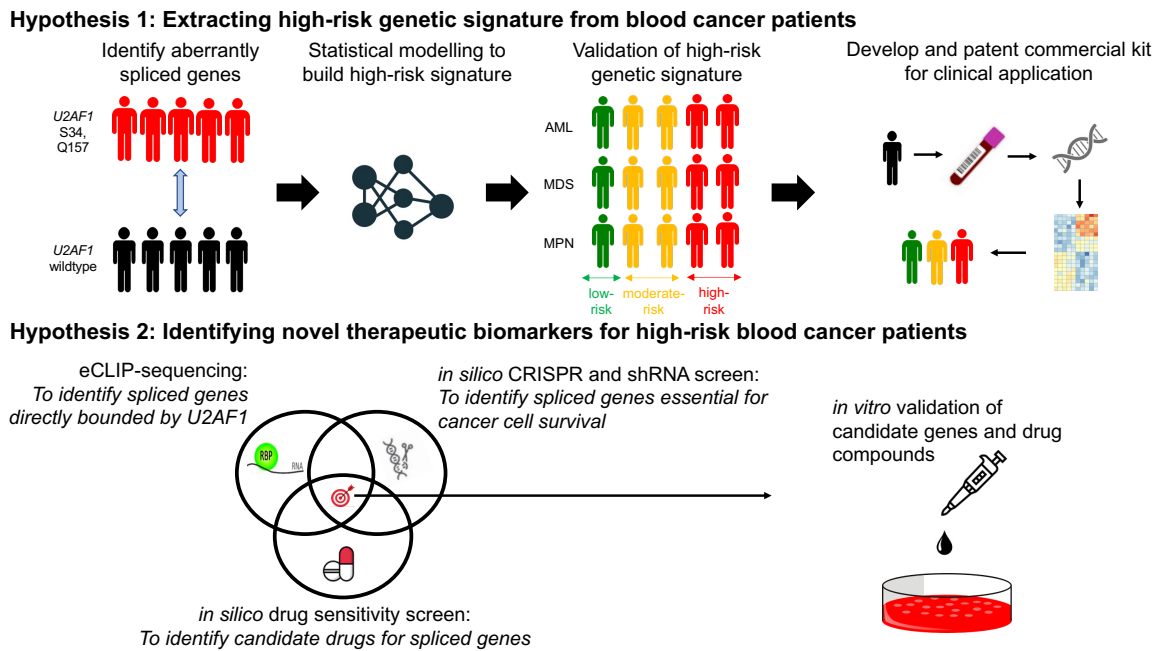 Hypothesis 1: Extracting high-risk genetic signature from blood cancer patients
Identify aberrantly
spliced genes
Statistical modelling to
build high-risk signature
Validation of high-risk
genetic signature
Develop and patent commercial kit
for clinical application
U2AF1
S34,
Q157
U2AF1
wildtype
AML
MDS
MPN
low-
risk
moderate-
risk
high-
risk
Hypothesis 2: Identifying novel therapeutic biomarkers for high-risk blood cancer patients
eCLIP-sequencing:
To identify spliced genes
directly bounded by U2AF1
in silico CRISPR and shRNA screen:
To identify spliced genes essential for
cancer cell survival
RBP
RNA
in vitro validation of
candidate genes and drug
compounds
in silico drug sensitivity screen:
To identify candidate drugs for spliced genes